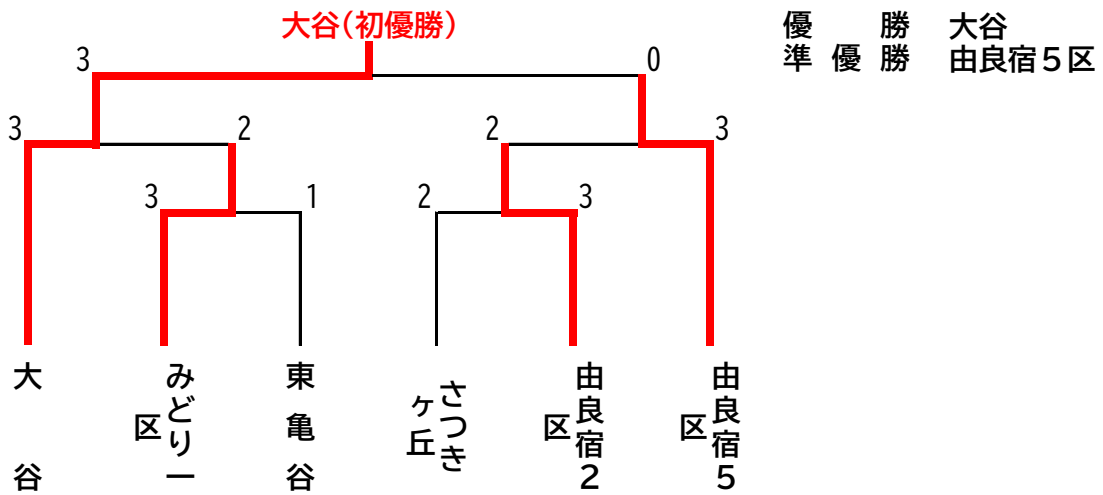 大谷(初優勝)
優勝 大谷
準優勝 由良宿5区
3
0
3
2
2
3
3
1
2
3
大谷
みどり一区
東亀谷
さつきヶ丘
由良宿2区
由良宿5区